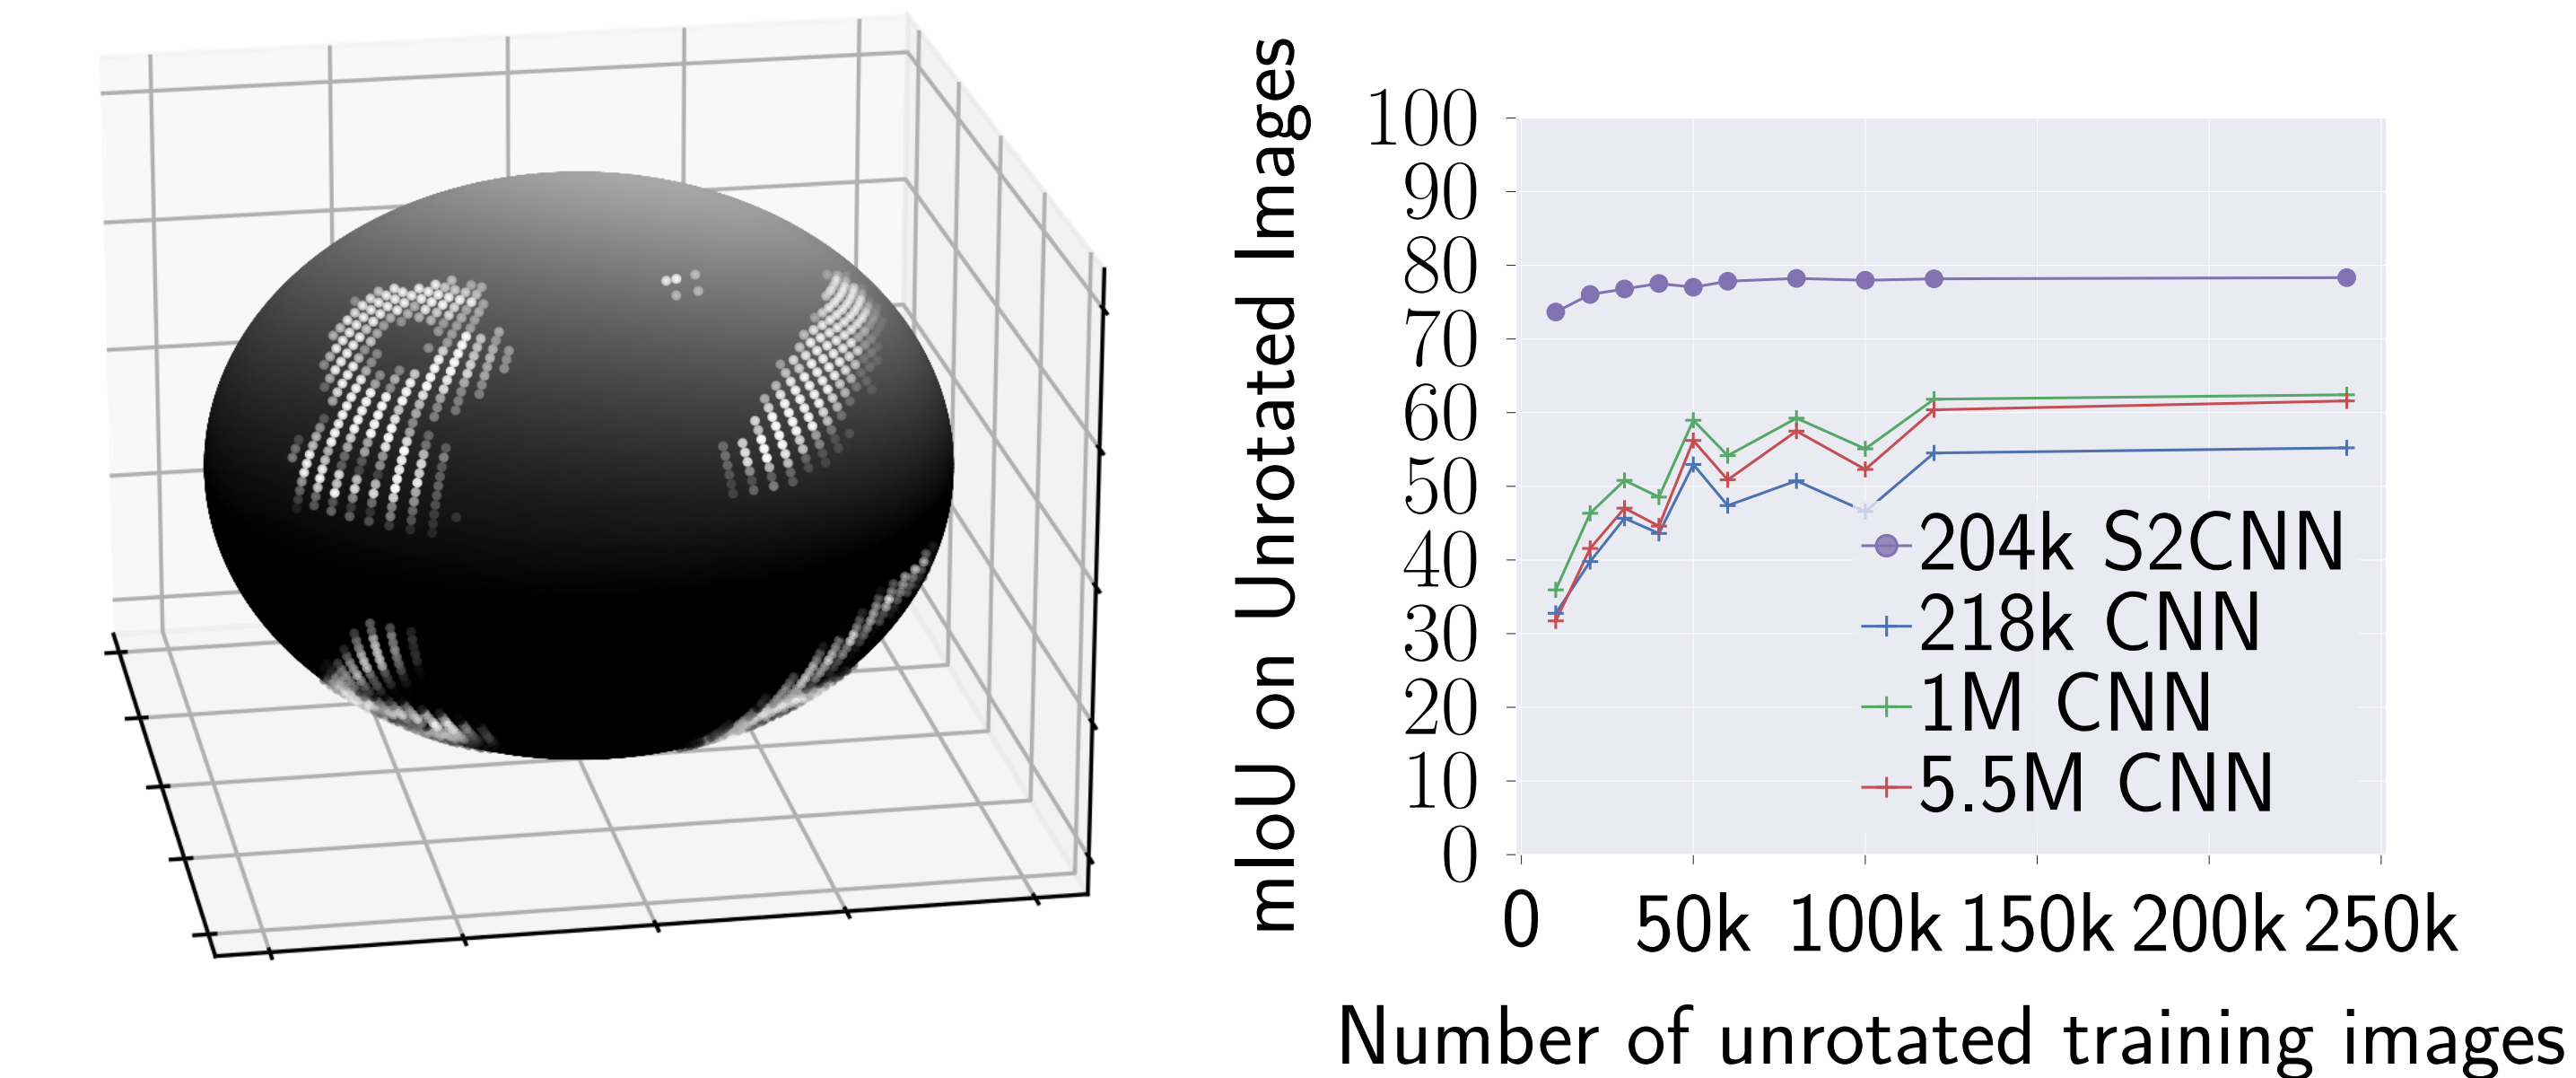 mIoU on Unrotated Images
100
90
80
70
60
50
40
30
20
10
0
204k S2CNN
218k CNN
1M CNN
5.5M CNN
0 50k 100k 150k 200k 250k
Number of unrotated training images